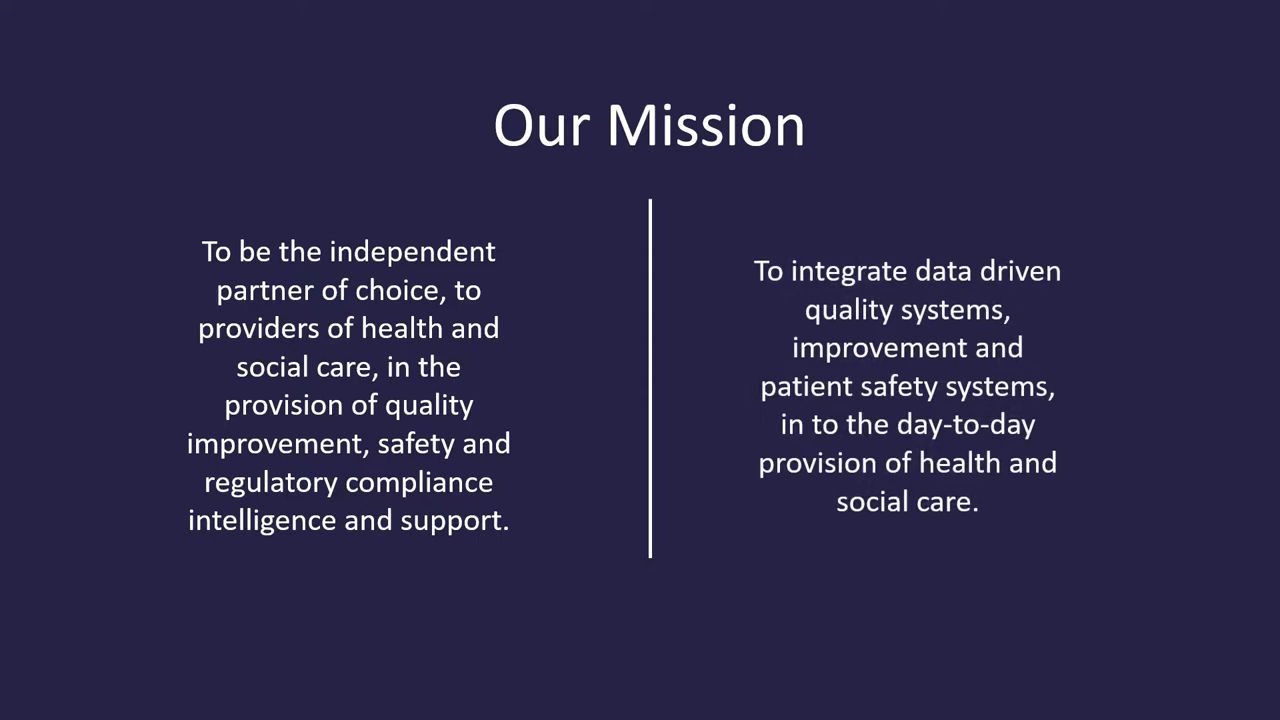 Our Mission
To be the independent
partner of choice, to
providers of health and
social care, in the
provision of quality
improvement, safety and
regulatory compliance
intelligence and support.
To integrate data driven
quality systems,
improvement and
patient safety systems,
in to the day-to-day
provision of health and
social care.